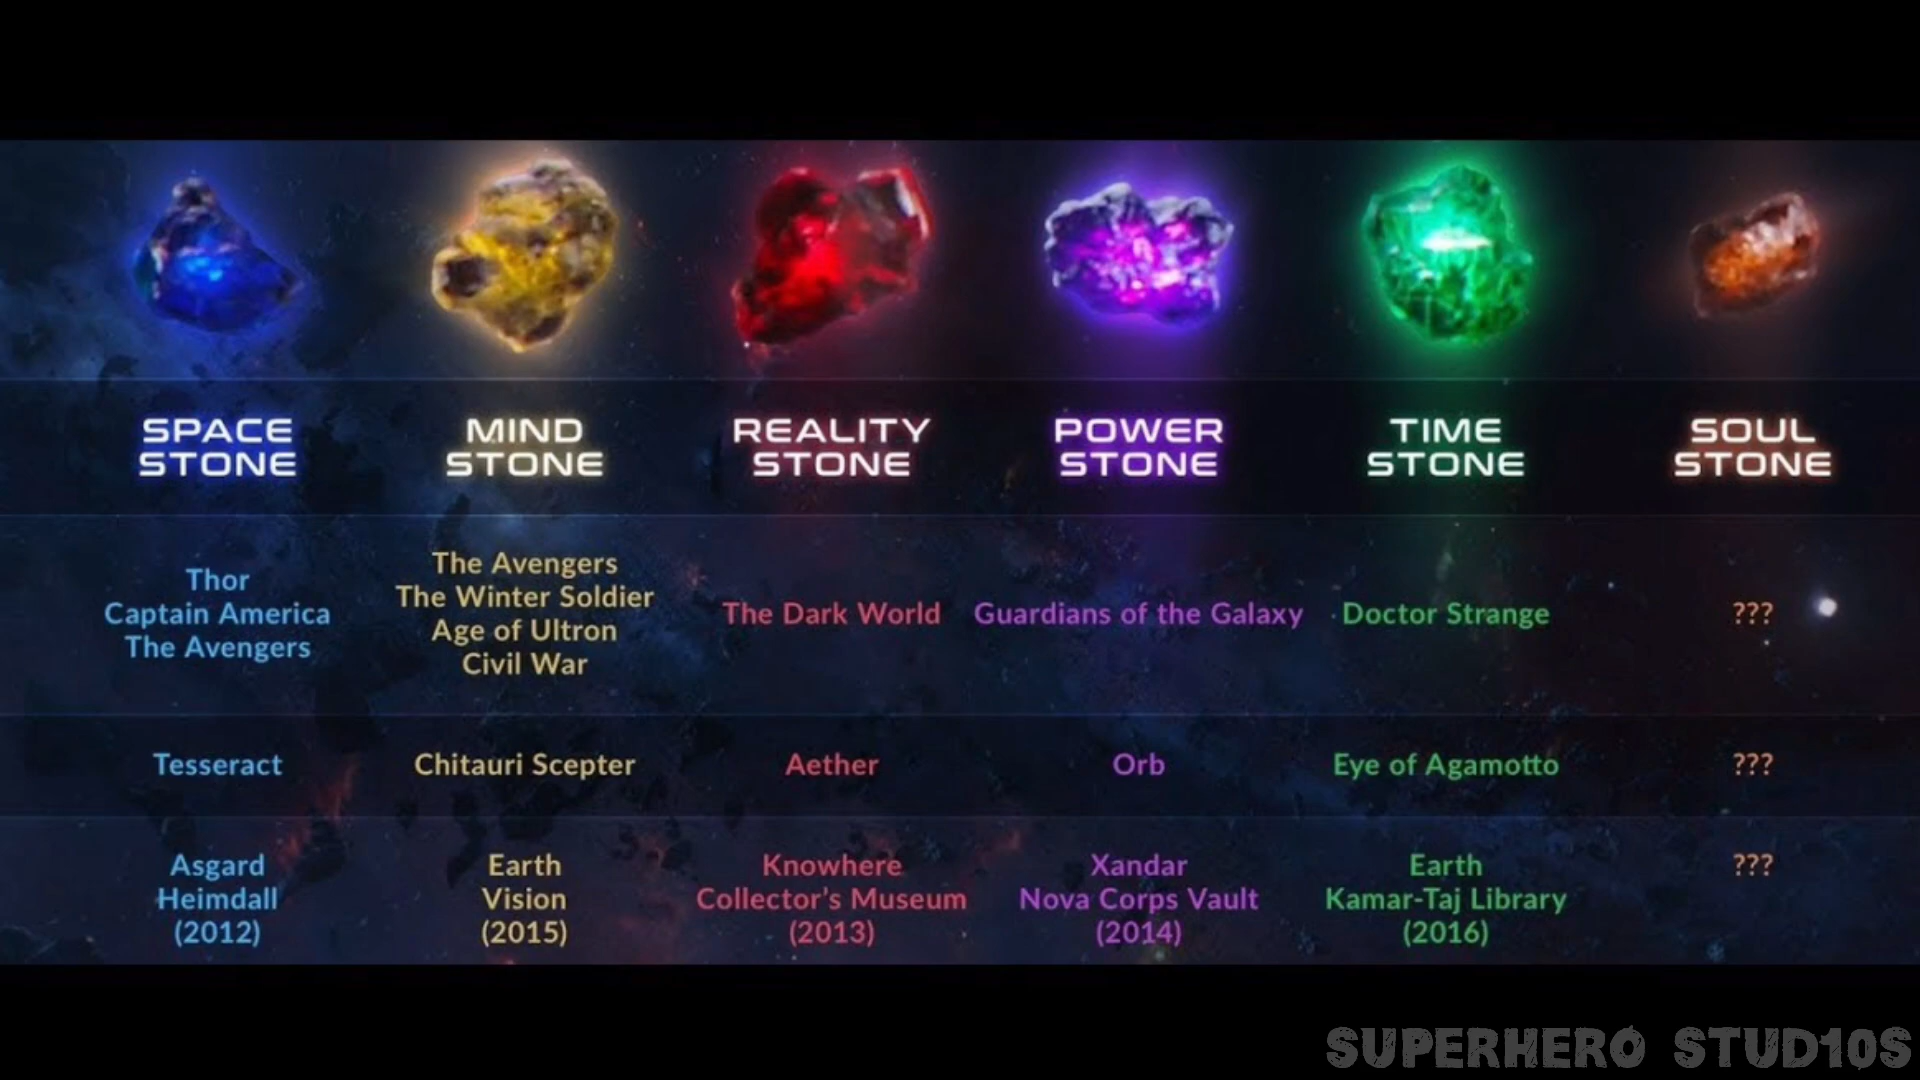 SPACE
STONE
MIND
STONE
REALITY
STONE
POWER
STONE
TIME
STONE
SOUL
STONE
Thor
Captain America
The Avengers
The Avengers
The Winter Soldier
Age of Ultron
Civil War
The Dark World
Guardians of the Galaxy
Doctor Strange
???
Tesseract
Chitauri Scepter
Aether
Orb
Eye of Agamotto
???
Asgard
Heimdall
(2012)
Earth
Vision
(2015)
Knowhere
Collector's Museum
(2013)
Xandar
Nova Corps Vault
(2014)
Earth
Kamar-Taj Library
(2016)
???
SUPERHERO STUD10S